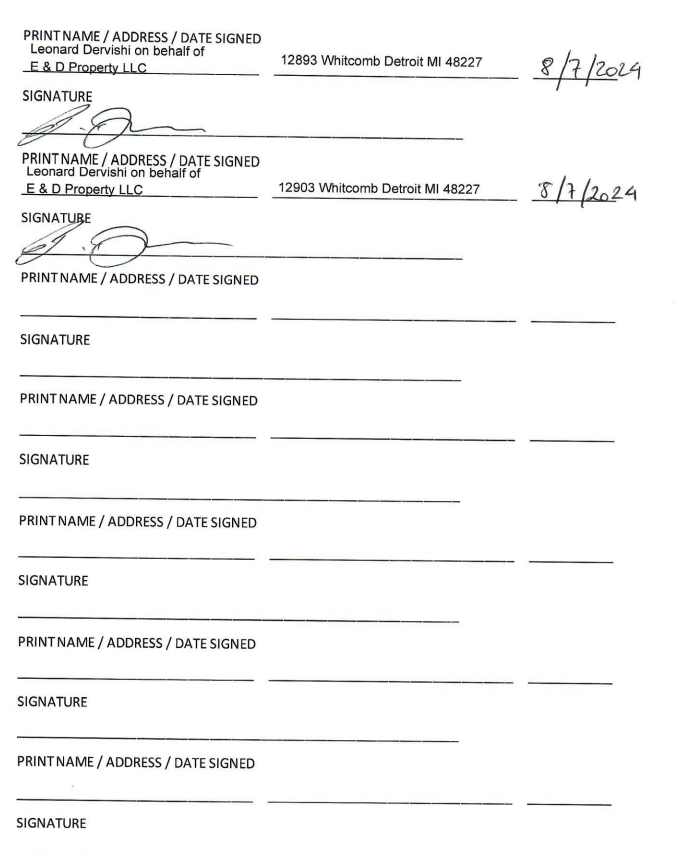 PRINT NAME / ADDRESS / DATE SIGNED
Leonard Dervishi on behalf of
E & D Property LLC 12893 Whitcomb Detroit MI 48227 8/7/2024
SIGNATURE
PRINT NAME / ADDRESS / DATE SIGNED
Leonard Dervishi on behalf of
E & D Property LLC 12903 Whitcomb Detroit MI 48227 8/7/2024
SIGNATURE
PRINT NAME / ADDRESS / DATE SIGNED
SIGNATURE
PRINT NAME / ADDRESS / DATE SIGNED
SIGNATURE
PRINT NAME / ADDRESS / DATE SIGNED
SIGNATURE
PRINT NAME / ADDRESS / DATE SIGNED
SIGNATURE
PRINT NAME / ADDRESS / DATE SIGNED
SIGNATURE